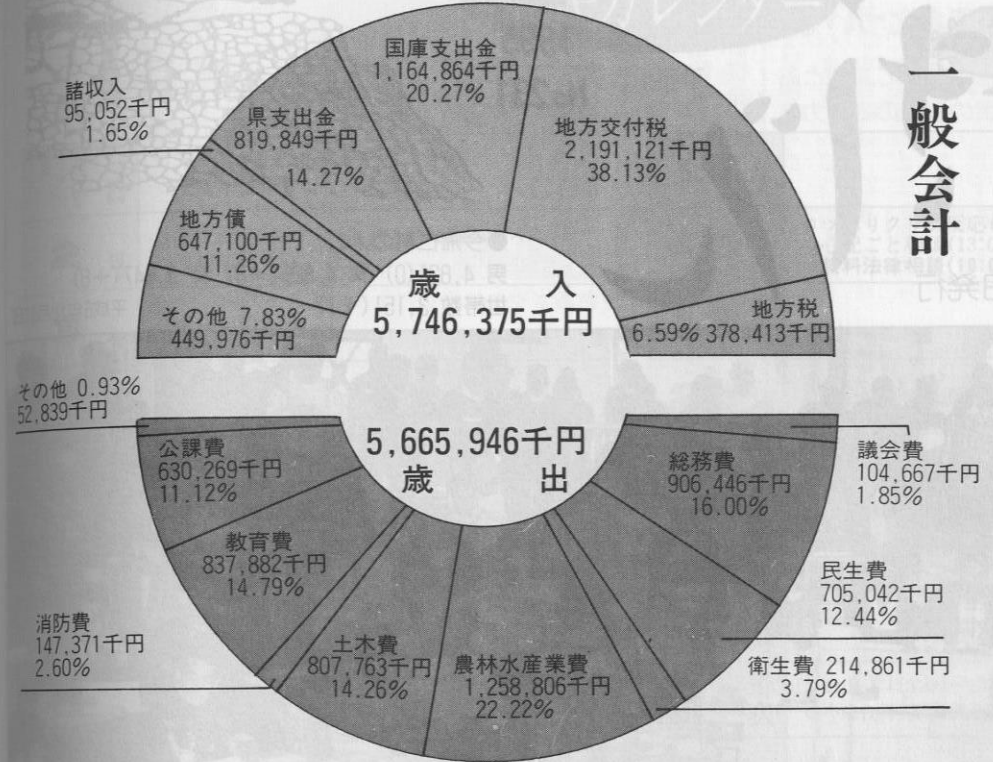 一般会計
国庫支出金
1,164,864千円
20.27%
諸収入
95,052千円
1.65%
県支出金
819,849千円
14.27%
地方交付税
2,191,121千円
38.13%
地方債
647,100千円
11.26%
その他 7.83%
449,976千円
歳入
5,746,375千円
地方税
6.59% 378,413千円
その他 0.93%
52,839千円
5,665,946千円
歳出
公課費
630,269千円
11.12%
総務費
906,446千円
16.00%
議会費
104,667千円
1.85%
教育費
837,882千円
14.79%
民生費
705,042千円
12.44%
消防費
147,371千円
2.60%
土木費
807,763千円
14.26%
農林水産業費
1,258,806千円
22.22%
衛生費 214,861千円
3.79%